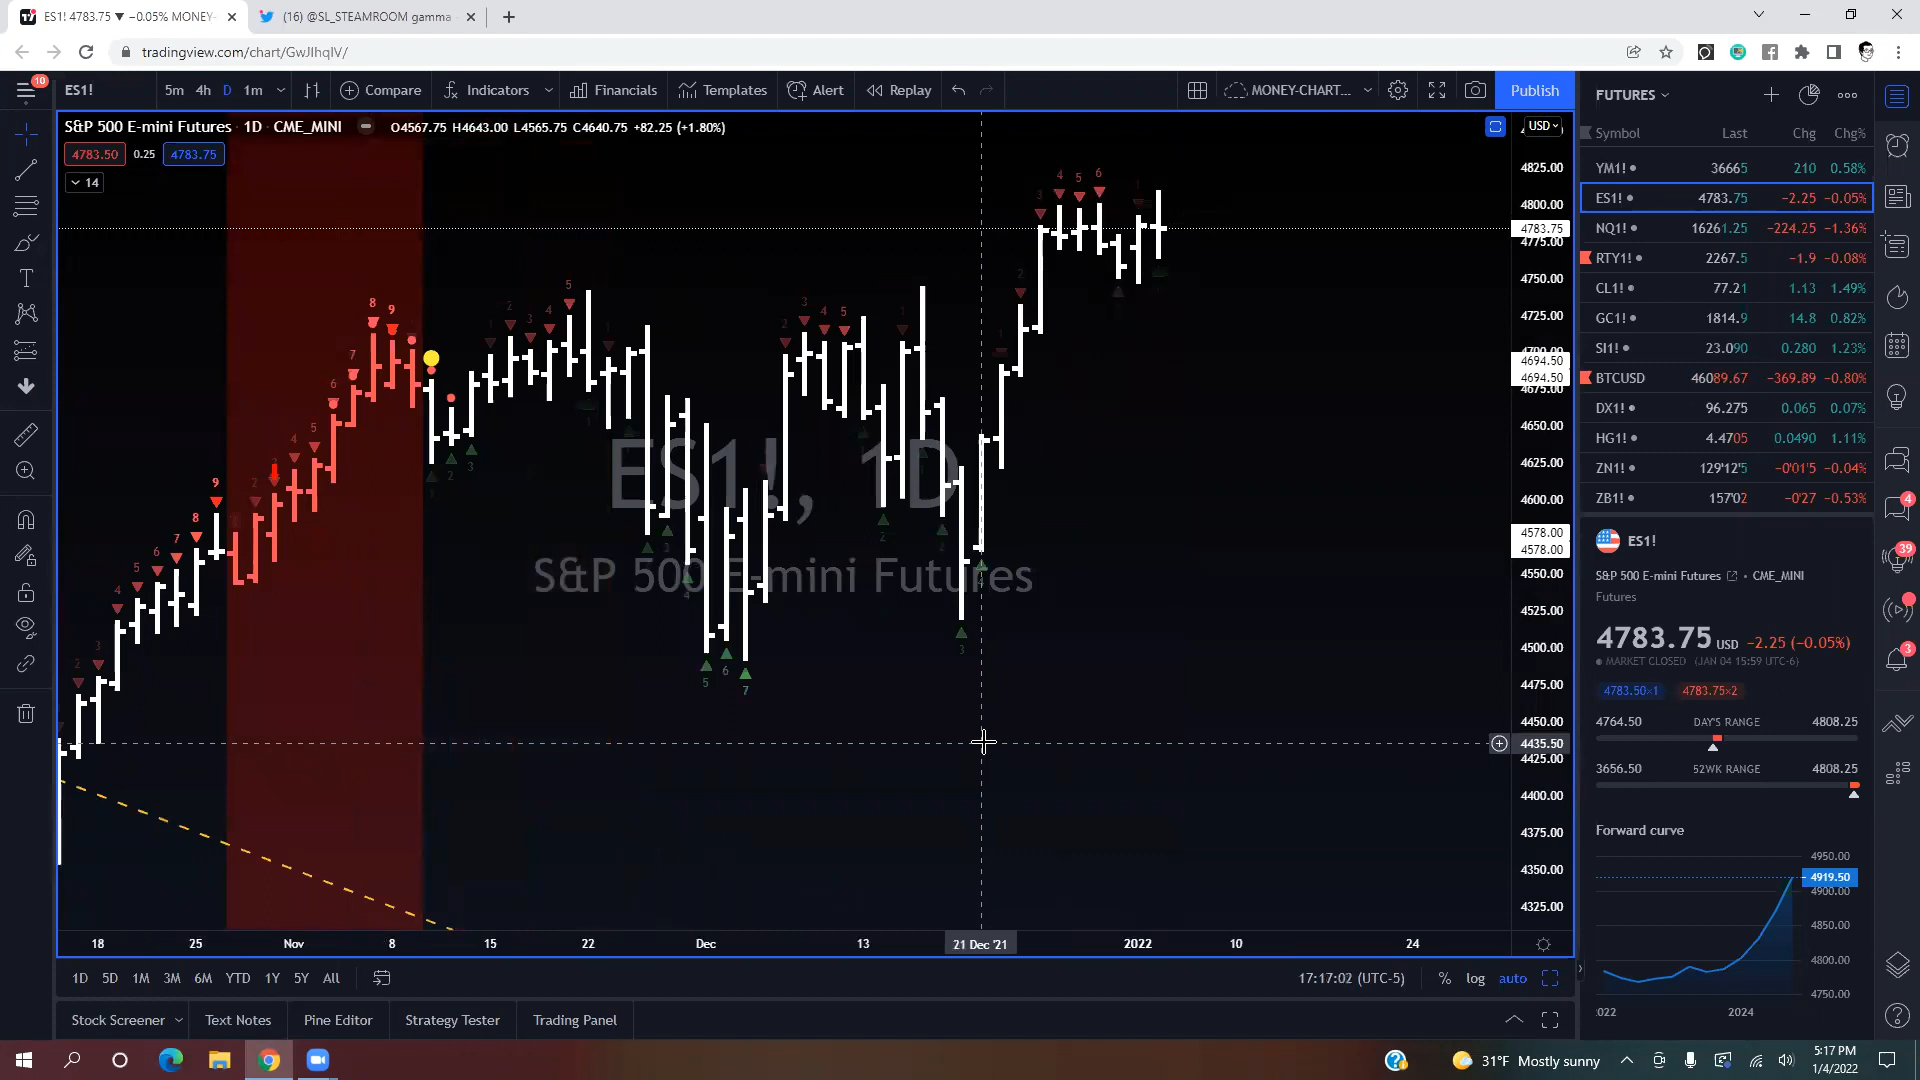 ES1! 4783.75 ▼ −0.05% MONEY-
(16) @SL_STEAMROOM gamma
tradingview.com/chart/GwJIhqIV/
10
ES1!
5m 4h D 1m
Compare
Indicators
Financials
Templates
Alert
Replay
MONEY-CHART...
Publish
S&P 500 E-mini Futures · 1D · CME_MINI
O4567.75 H4643.00 L4565.75 C4640.75 +82.25 (+1.80%)
4783.50 0.25 4783.75
14
USD
ES1!, 1D
S&P 500 E-mini Futures
4825.00
4800.00
4783.75
4775.00
4750.00
4725.00
4700.00
4694.50
4694.50
4675.00
4650.00
4625.00
4600.00
4578.00
4578.00
4550.00
4525.00
4500.00
4475.00
4450.00
4435.50
4425.00
4400.00
4375.00
4350.00
4325.00
18 25 Nov 8 15 22 Dec 13 21 Dec '21 2022 10 24
1D 5D 1M 3M 6M YTD 1Y 5Y All
17:17:02 (UTC-5) % log auto
Stock Screener Text Notes Pine Editor Strategy Tester Trading Panel
FUTURES
Symbol Last Chg Chg%
YM1! 36665 210 0.58%
ES1! 4783.75 −2.25 −0.05%
NQ1! 16261.25 −224.25 −1.36%
RTY1! 2267.5 −1.9 −0.08%
CL1! 77.21 1.13 1.49%
GC1! 1814.9 14.8 0.82%
SI1! 23.090 0.280 1.23%
BTCUSD 46089.67 −369.89 −0.80%
DX1! 96.275 0.065 0.07%
HG1! 4.4705 0.0490 1.11%
ZN1! 129'12'5 −0'01'5 −0.04%
ZB1! 157'02 −0'27 −0.53%
ES1!
S&P 500 E-mini Futures • CME_MINI
Futures
4783.75 USD −2.25 (−0.05%)
MARKET CLOSED (JAN 04 15:59 UTC-6)
4783.50×1 4783.75×2
4764.50 DAY'S RANGE 4808.25
3656.50 52WK RANGE 4808.25
Forward curve
4950.00
4919.50
4900.00
4850.00
4800.00
4750.00
2022 2024
4
39
3
31°F Mostly sunny
5:17 PM
1/4/2022